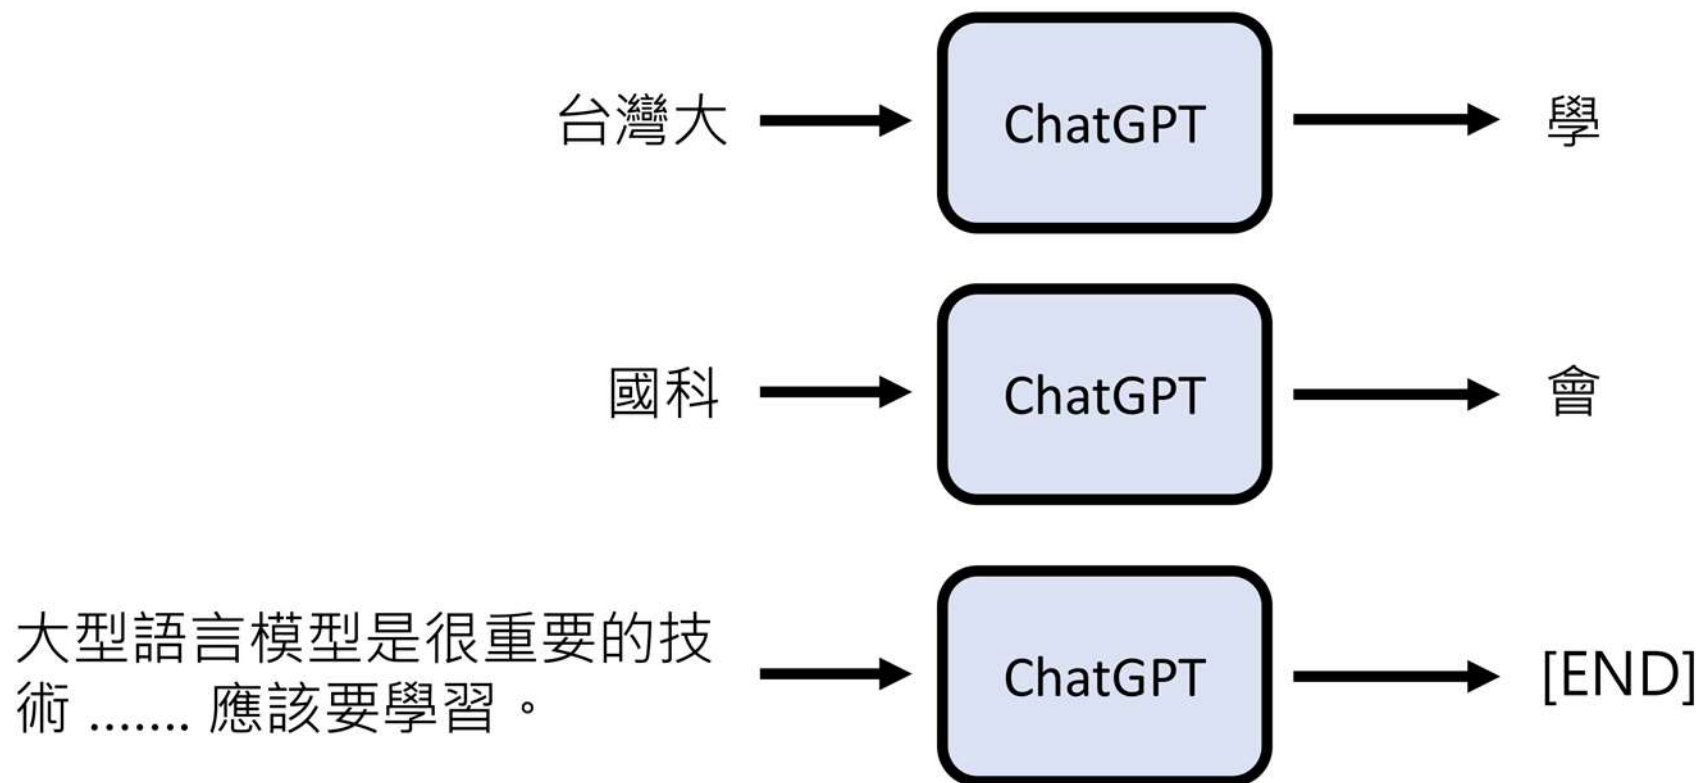 台灣大
ChatGPT
學
國科
ChatGPT
會
大型語言模型是很重要的技
術 ....... 應該要學習。
ChatGPT
[END]